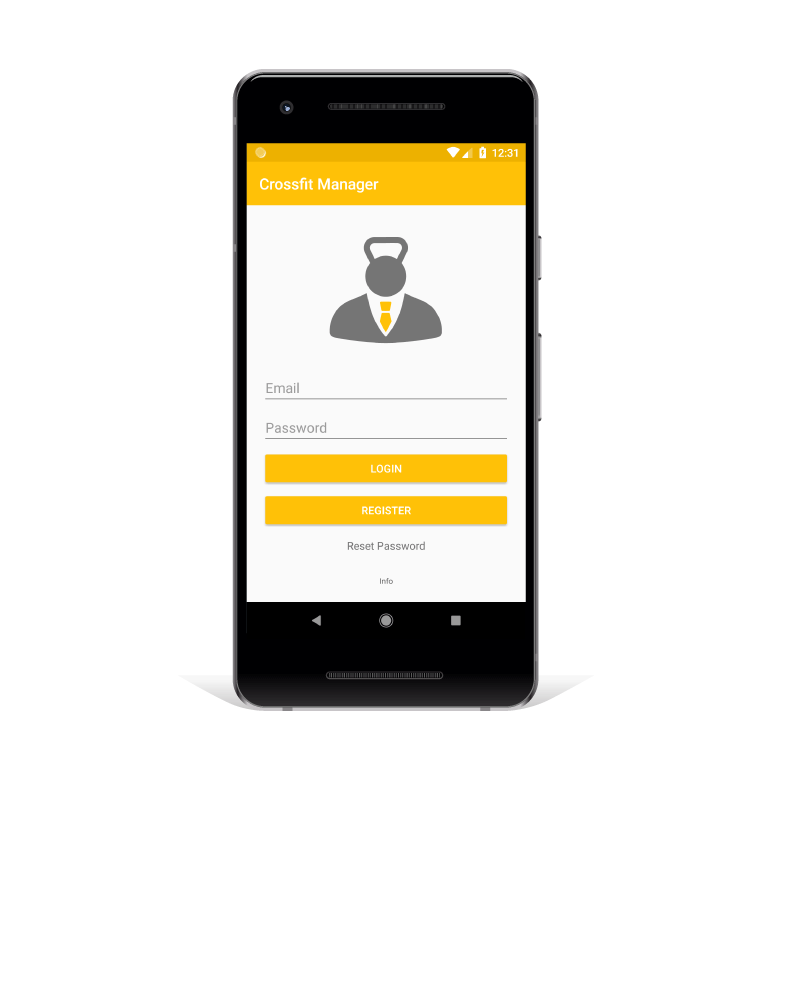 12:31
Crossfit Manager
Email
Password
LOGIN
REGISTER
Reset Password
Info